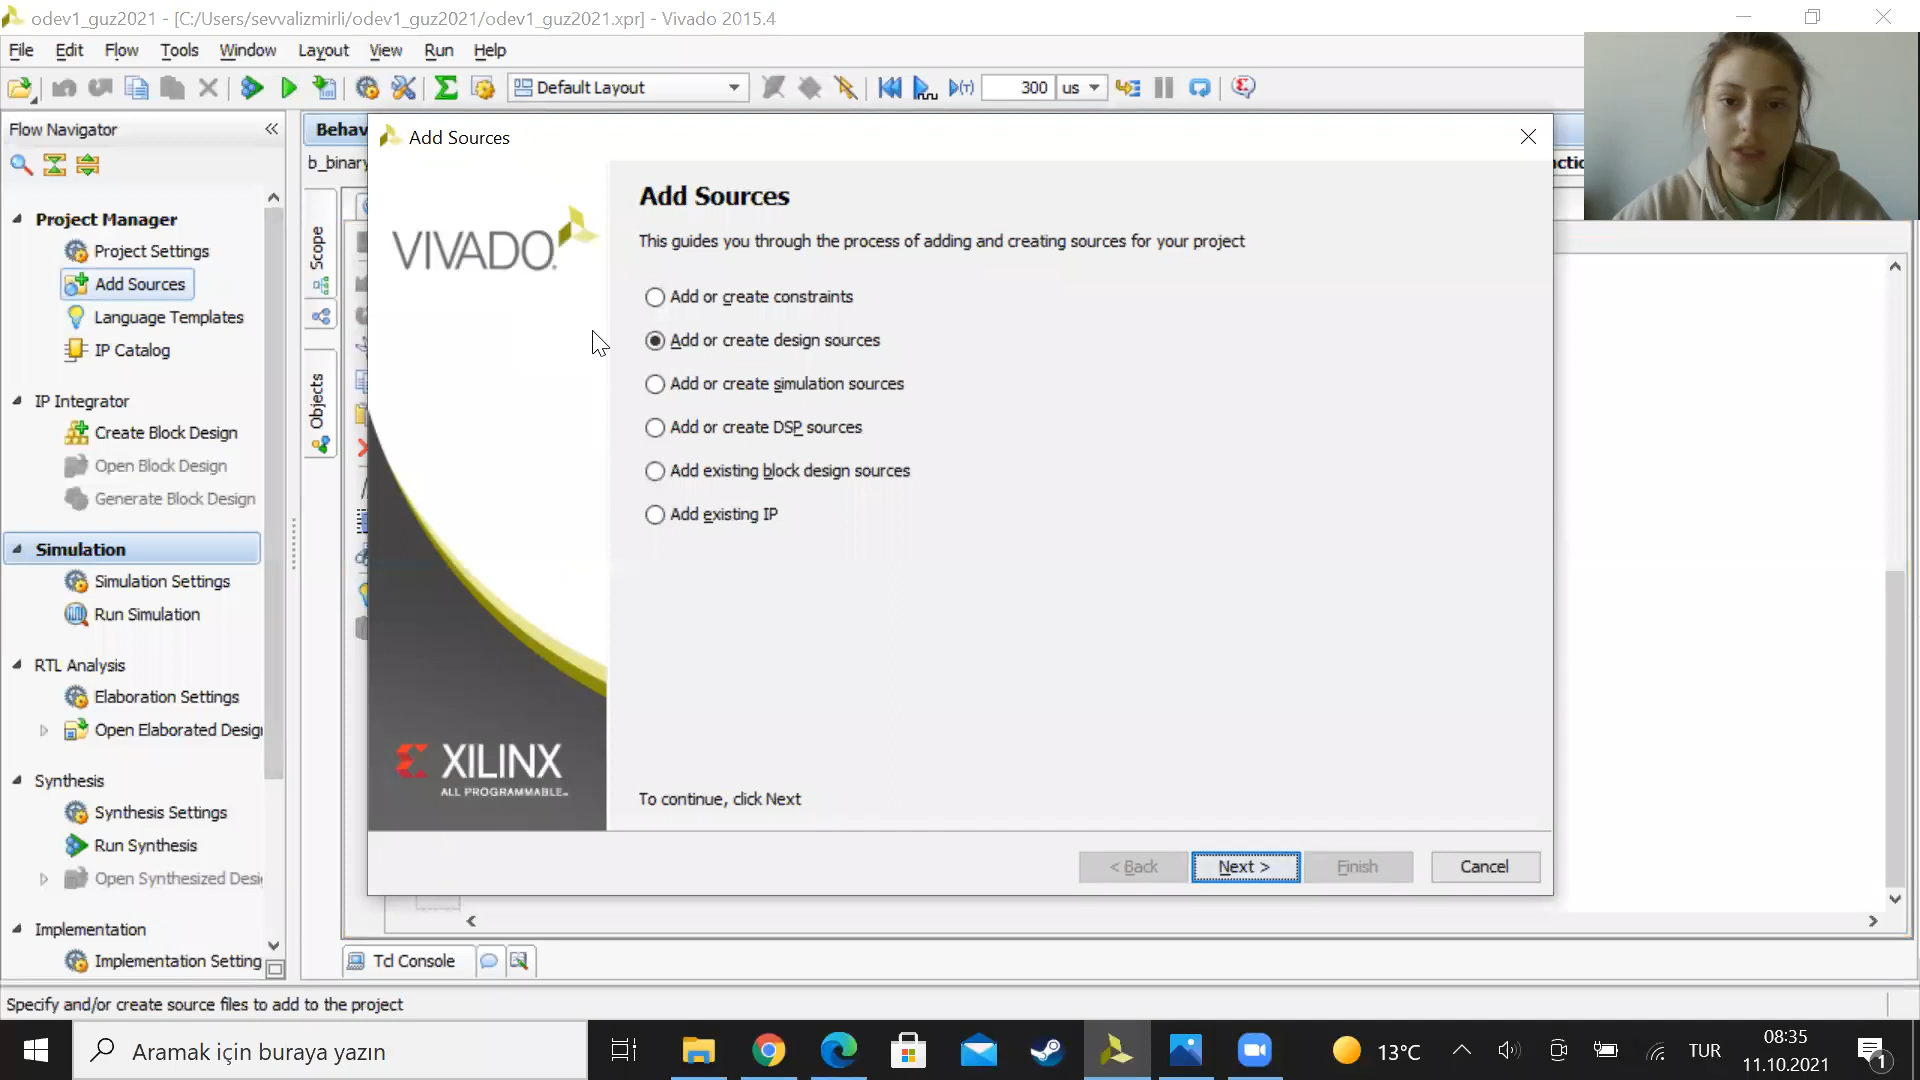 odev1_guz2021 - [C:/Users/sevvalizmirli/odev1_guz2021/odev1_guz2021.xpr] - Vivado 2015.4
File Edit Flow Tools Window Layout View Run Help
Default Layout 300 us
Flow Navigator
Behav
b_binary
nctio
Project Manager
Project Settings
Add Sources
Language Templates
IP Catalog
IP Integrator
Create Block Design
Open Block Design
Generate Block Design
Simulation
Simulation Settings
Run Simulation
RTL Analysis
Elaboration Settings
Open Elaborated Desig
Synthesis
Synthesis Settings
Run Synthesis
Open Synthesized Desi
Implementation
Implementation Setting
Scope
Objects
Add Sources
VIVADO
XILINX
ALL PROGRAMMABLE
Add Sources
This guides you through the process of adding and creating sources for your project
Add or create constraints
Add or create design sources
Add or create simulation sources
Add or create DSP sources
Add existing block design sources
Add existing IP
To continue, click Next
< Back Next > Finish Cancel
Tcl Console
Specify and/or create source files to add to the project
Aramak için buraya yazın
13°C
TUR
08:35
11.10.2021
1